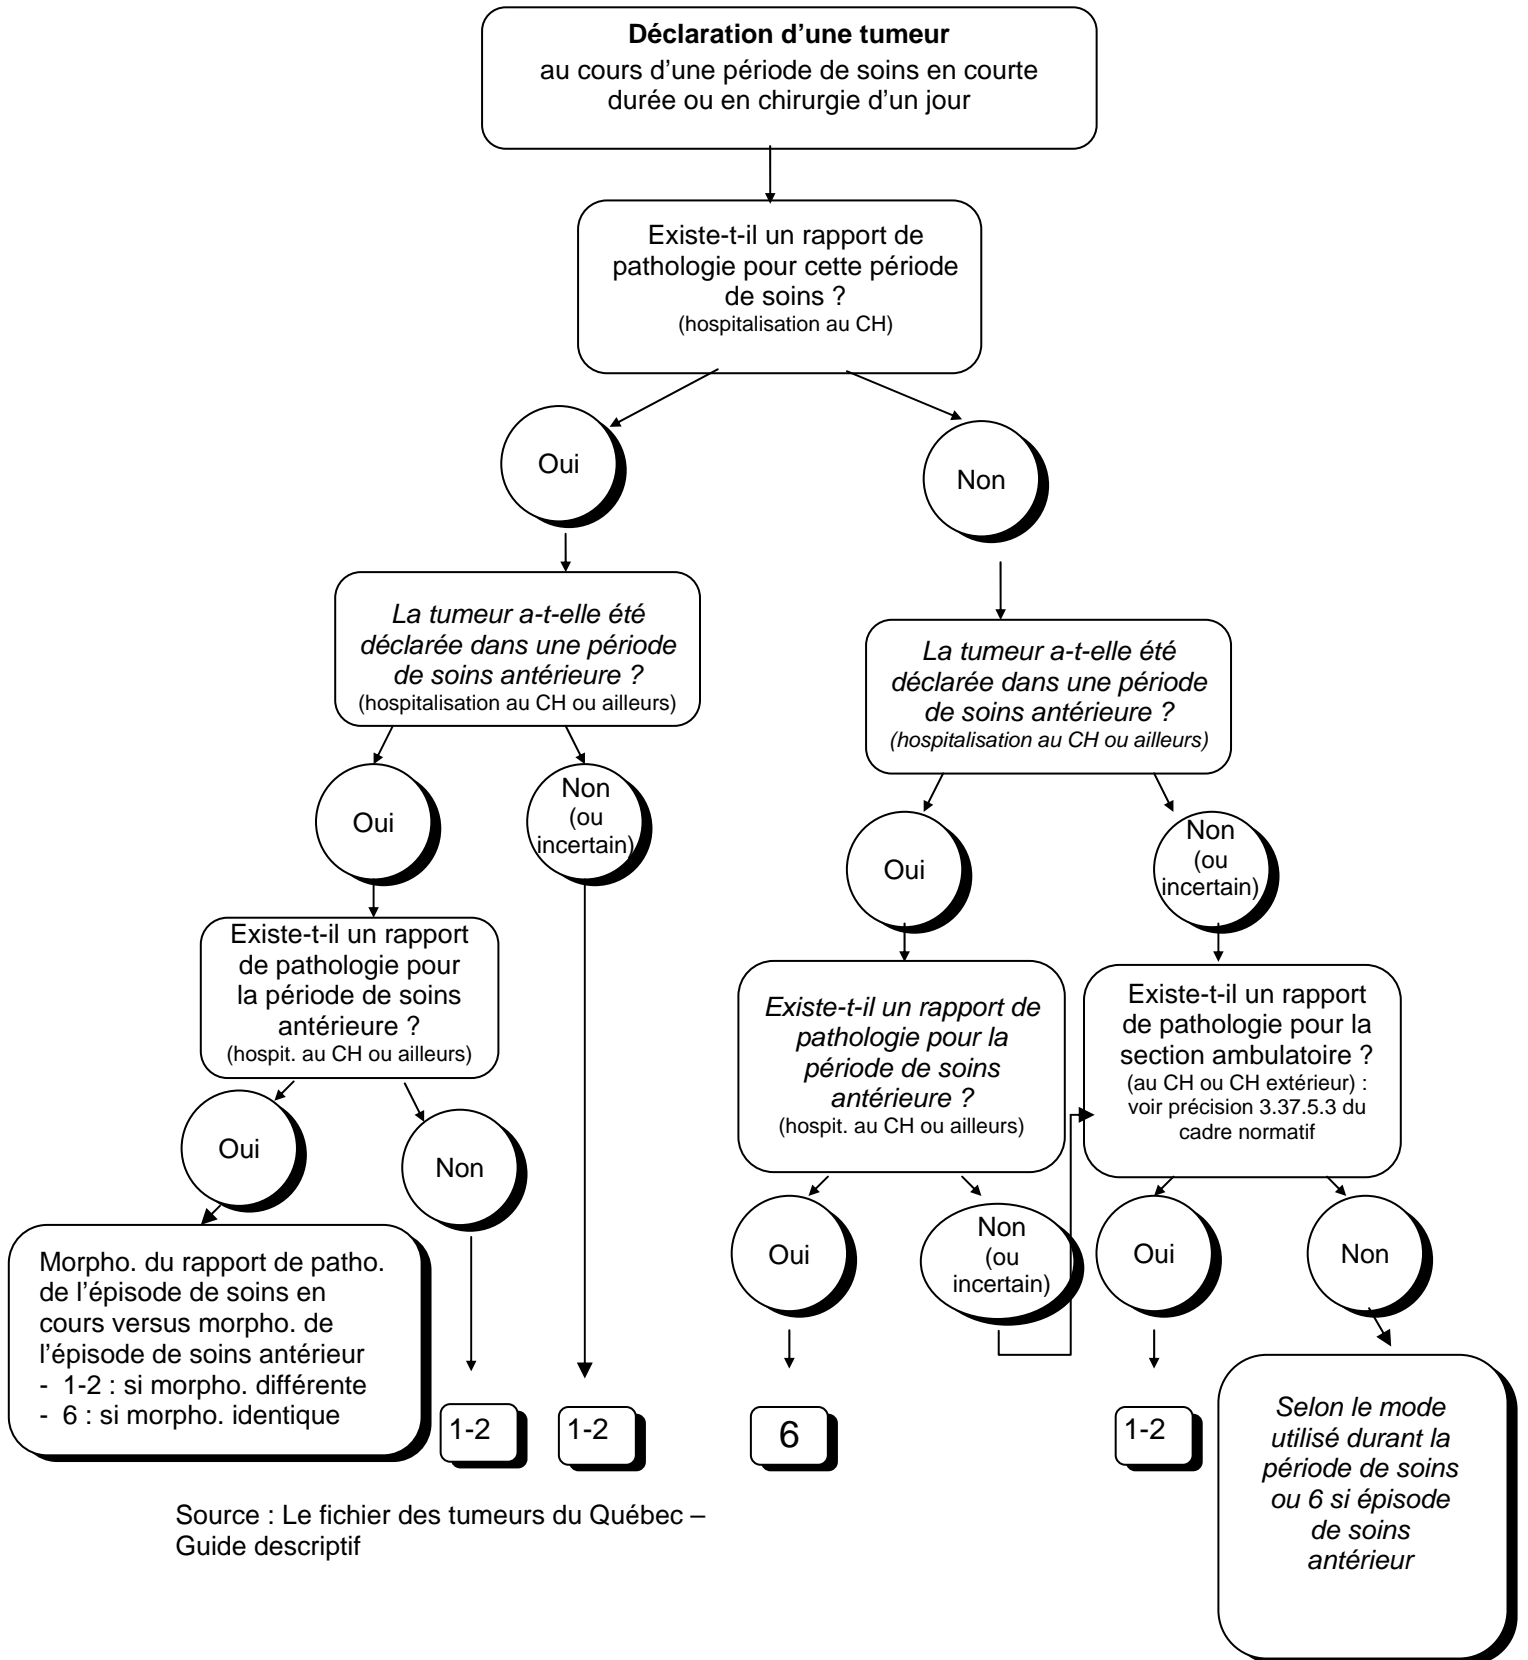 Déclaration d’une tumeur
au cours d’une période de soins en courte
durée ou en chirurgie d’un jour
Existe-t-il un rapport de
pathologie pour cette période
de soins ?
(hospitalisation au CH)
Oui
Non
La tumeur a-t-elle été
déclarée dans une période
de soins antérieure ?
(hospitalisation au CH ou ailleurs)
La tumeur a-t-elle été
déclarée dans une période
de soins antérieure ?
(hospitalisation au CH ou ailleurs)
Oui
Non
(ou
incertain)
Oui
Non
(ou
incertain)
Existe-t-il un rapport
de pathologie pour
la période de soins
antérieure ?
(hospit. au CH ou ailleurs)
Existe-t-il un rapport de
pathologie pour la
période de soins
antérieure ?
(hospit. au CH ou ailleurs)
Existe-t-il un rapport
de pathologie pour la
section ambulatoire ?
(au CH ou CH extérieur) :
voir précision 3.37.5.3 du
cadre normatif
Oui
Non
Oui
Non
(ou
incertain)
Oui
Non
Morpho. du rapport de patho.
de l’épisode de soins en
cours versus morpho. de
l’épisode de soins antérieur
- 1-2 : si morpho. différente
- 6 : si morpho. identique
1-2
1-2
6
1-2
Selon le mode
utilisé durant la
période de soins
ou 6 si épisode
de soins
antérieur
Source : Le fichier des tumeurs du Québec –
Guide descriptif